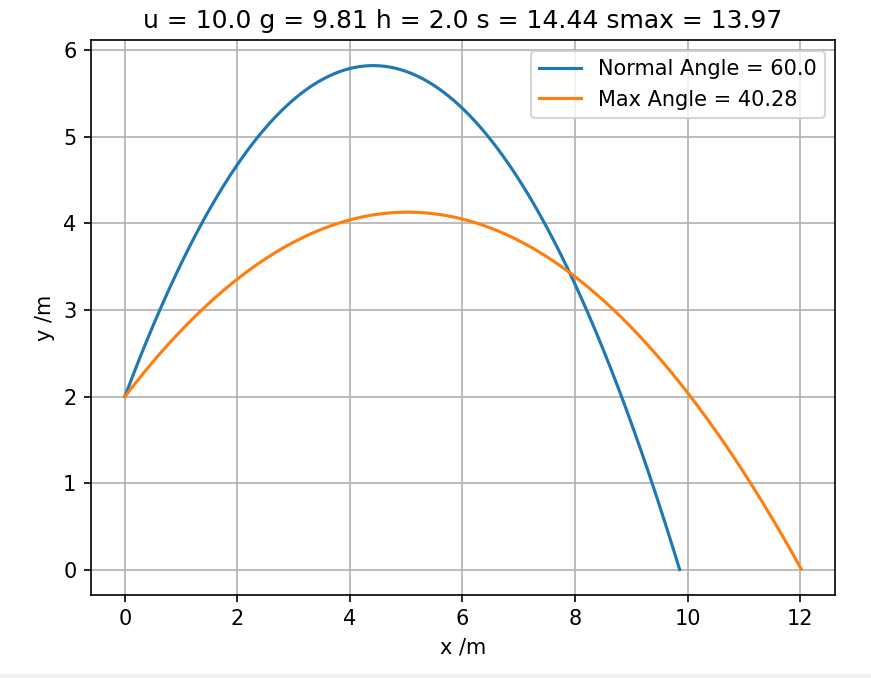 u = 10.0 g = 9.81 h = 2.0 s = 14.44 smax = 13.97
Normal Angle = 60.0
Max Angle = 40.28
6
5
4
3
2
1
0
y /m
0 2 4 6 8 10 12
x /m